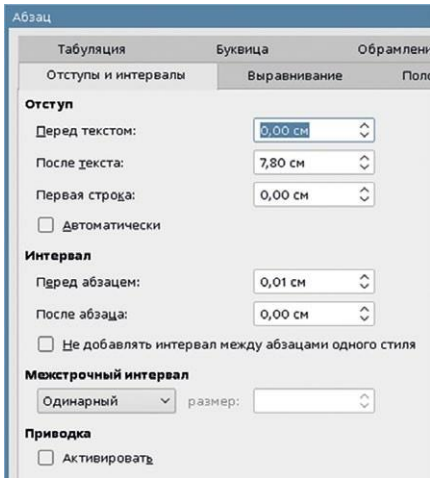 Абзац
Табуляция Буквица Обрамлени
Отступы и интервалы Выравнивание Поло
Отступ
Перед текстом: 0,00 см
После текста: 7,80 см
Первая строка: 0,00 см
Автоматически
Интервал
Перед абзацем: 0,01 см
После абзаца: 0,00 см
Не добавлять интервал между абзацами одного стиля
Межстрочный интервал
Одинарный размер:
Приводка
Активировать